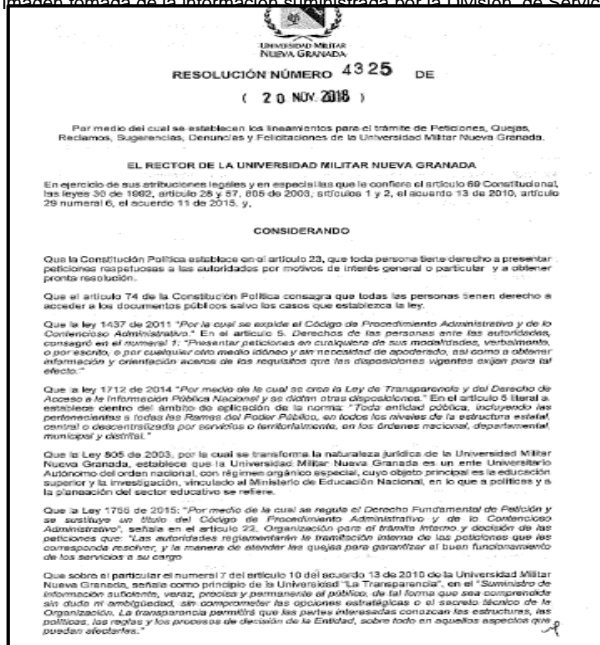 Imagen tomada de la información suministrada por la División de Servic
UNIVERSIDAD MILITAR
NUEVA GRANADA
RESOLUCIÓN NÚMERO 4325 DE
( 20 NOV. 2018 )
Por medio del cual se establecen los lineamientos para el trámite de Peticiones, Quejas,
Reclamos, Sugerencias, Denuncias y Felicitaciones de la Universidad Militar Nueva Granada.
EL RECTOR DE LA UNIVERSIDAD MILITAR NUEVA GRANADA
En ejercicio de sus atribuciones legales y en especial las que le confiere el artículo 69 Constitucional,
las leyes 30 de 1992, artículo 28 y 57, 805 de 2003; artículos 1 y 2, el acuerdo 13 de 2010, artículo
29 numeral 6, el acuerdo 11 de 2015, y,
CONSIDERANDO
Que la Constitución Política establece en el artículo 23, que toda persona tiene derecho a presentar
peticiones respetuosas a las autoridades por motivos de interés general o particular y a obtener
pronta resolución.
Que el artículo 74 de la Constitución Política consagra que todas las personas tienen derecho a
acceder a los documentos públicos salvo los casos que establezca la ley.
Que la ley 1437 de 2011 "Por la cual se expide el Código de Procedimiento Administrativo y de lo
Contencioso Administrativo." En el artículo 5. Derechos de las personas ante las autoridades,
consagró en el numeral 1: "Presentar peticiones en cualquiera de sus modalidades, verbalmente,
o por escrito, o por cualquier otro medio idóneo y sin necesidad de apoderado, así como a obtener
información y orientación acerca de los requisitos que las disposiciones vigentes exijan para tal
efecto."
Que la ley 1712 de 2014 "Por medio de la cual se crea la Ley de Transparencia y del Derecho de
Acceso a la Información Pública Nacional y se dictan otras disposiciones." En el artículo 5 literal a.
establece dentro del ámbito de aplicación de la norma: "Toda entidad pública, incluyendo las
pertenecientes a todas las Ramas del Poder Público, en todos los niveles de la estructura estatal,
central o descentralizada por servicios o territorialmente, en los órdenes nacional, departamental,
municipal y distrital."
Que la Ley 805 de 2003, por la cual se transforma la naturaleza jurídica de la Universidad Militar
Nueva Granada, establece que la Universidad Militar Nueva Granada es un ente Universitario
Autónomo del orden nacional, con régimen orgánico especial, cuyo objeto principal es la educación
superior y la investigación, vinculado al Ministerio de Educación Nacional, en lo que a políticas y a
la planeación del sector educativo se refiere.
Que la Ley 1755 de 2015: "Por medio de la cual se regula el Derecho Fundamental de Petición y
se sustituye un título del Código de Procedimiento Administrativo y de lo Contencioso
Administrativo", señala en el artículo 22, Organización para el trámite interno y decisión de las
peticiones que: "Las autoridades reglamentarán la tramitación interna de las peticiones que les
corresponda resolver, y la manera de atender las quejas para garantizar el buen funcionamiento
de los servicios a su cargo
Que sobre el particular el numeral 7 del artículo 10 del acuerdo 13 de 2010 de la Universidad Militar
Nueva Granada, señala como principio de la Universidad "La Transparencia", en el "Suministro de
información suficiente, veraz, precisa y permanente al público, de tal forma que sea comprendida
sin duda ni ambigüedad, sin comprometer las opciones estratégicas o el secreto técnico de la
Organización. La transparencia permitirá que las partes interesadas conozcan las estructuras, las
políticas, las reglas y los procesos de decisión de la Entidad, sobre todo en aquellos aspectos que
puedan afectarles."